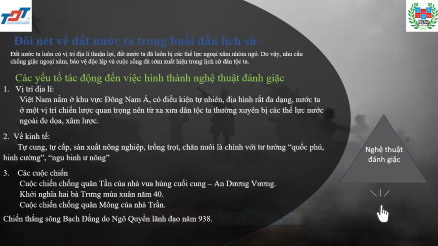 Đôi nét về đất nước ta trong buổi đầu lịch sử
Đất nước ta luôn có vị trí địa lí thuận lợi, đất nước ta đã luôn bị các thế lực ngoại xâm nhòm ngó. Do vậy, nhu cầu
chống giặc ngoại xâm, bảo vệ độc lập và cuộc sống đã sớm xuất hiện trong lịch sử dân tộc ta.
Các yếu tố tác động đến việc hình thành nghệ thuật đánh giặc
1. Vị trí địa lí:
Việt Nam nằm ở khu vực Đông Nam Á, có điều kiện tự nhiên, địa hình rất đa dạng, nước ta
ở một vị trí chiến lược quan trọng nên từ xa xưa dân tộc ta thường xuyên bị các thế lực nước
ngoài đe dọa, xâm lược.
2. Về kinh tế:
Tự cung, tự cấp, sản xuất nông nghiệp, trồng trọt, chăn nuôi là chính với tư tưởng “quốc phú,
binh cường”, “ngụ binh ư nông”
3. Các cuộc chiến
Cuộc chiến chống quân Tần của nhà vua hùng cuối cung – An Dương Vương.
Khởi nghĩa hai bà Trưng mùa xuân năm 40.
Cuộc chiến chống quân Mông của nhà Trần.
Chiến thắng sông Bạch Đằng do Ngô Quyền lãnh đạo năm 938.
Nghệ thuật
đánh giặc